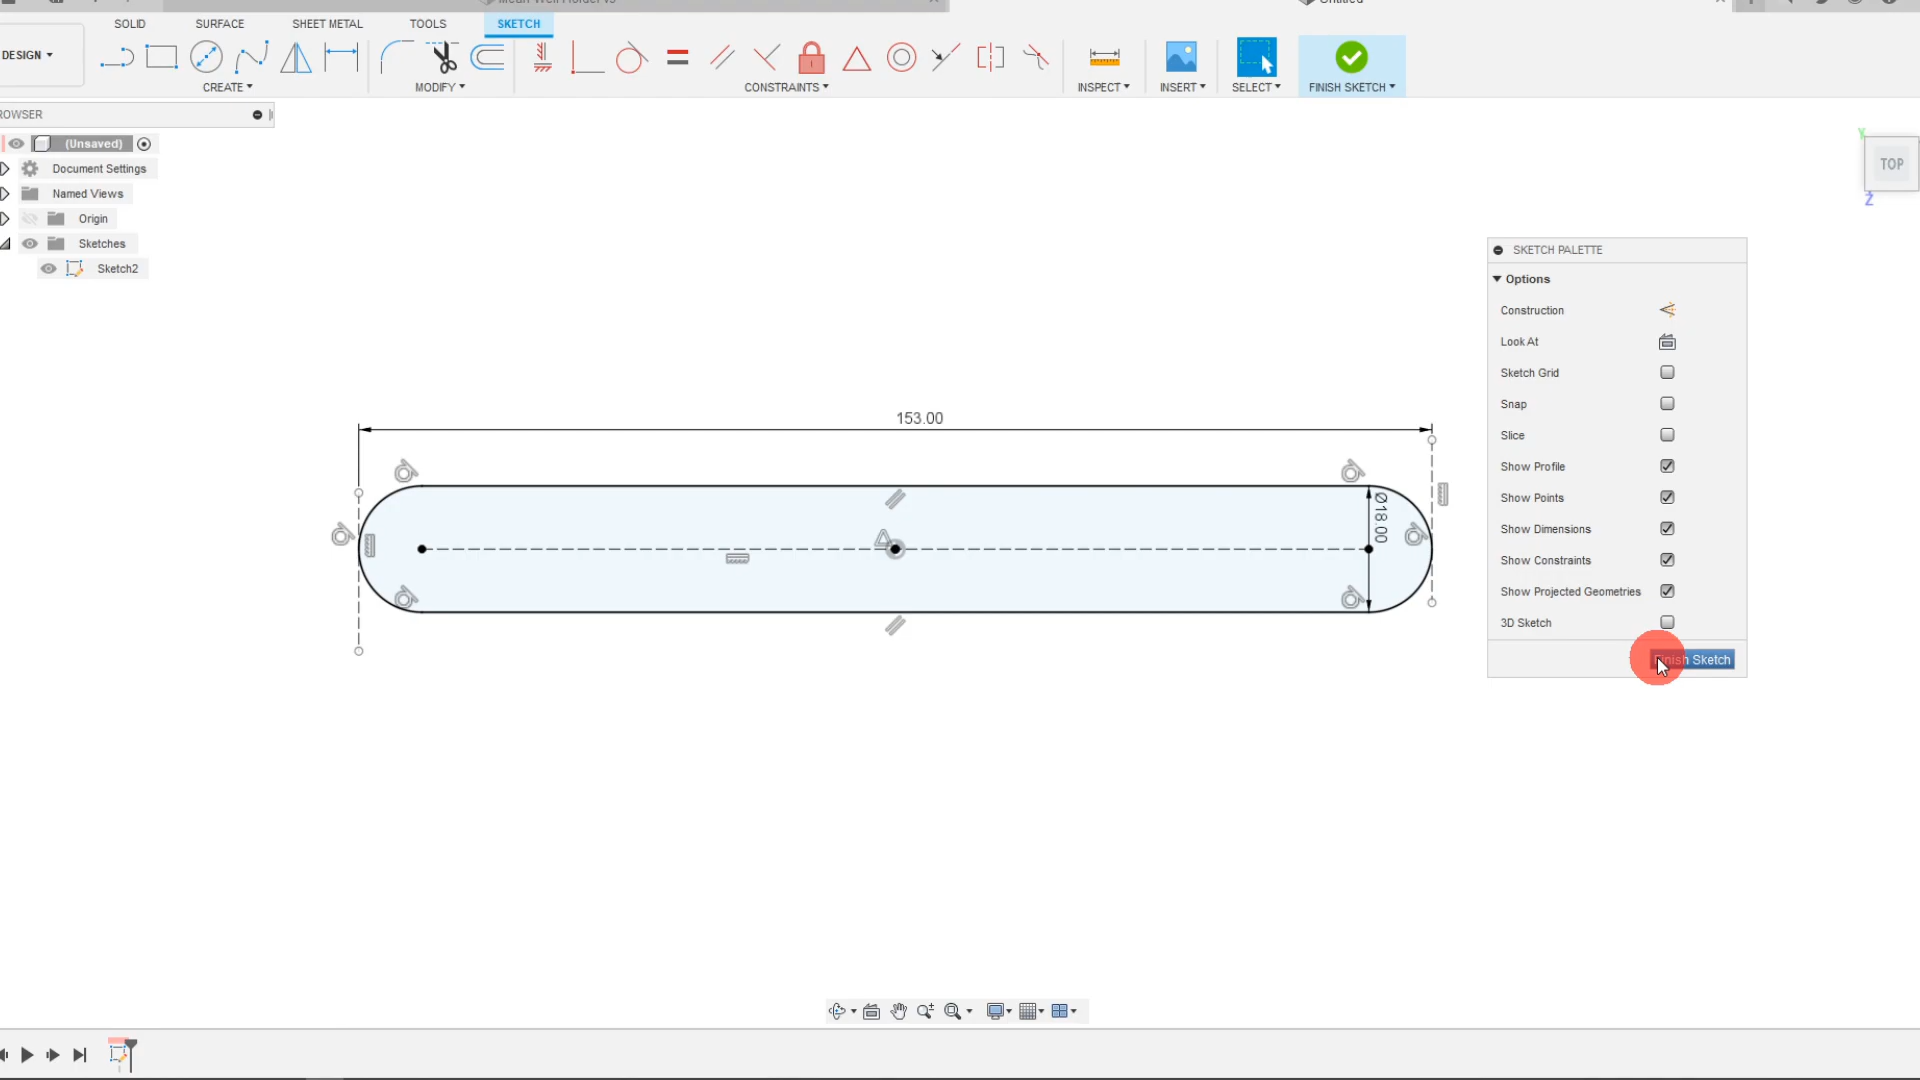 SOLID SURFACE SHEET METAL TOOLS SKETCH
DESIGN
CREATE MODIFY CONSTRAINTS INSPECT INSERT SELECT FINISH SKETCH
ROWSER
(Unsaved)
Document Settings
Named Views
Origin
Sketches
Sketch2
Y
TOP
Z
SKETCH PALETTE
Options
Construction
Look At
Sketch Grid
Snap
Slice
Show Profile
Show Points
Show Dimensions
Show Constraints
Show Projected Geometries
3D Sketch
Finish Sketch
153.00
Ø18.00